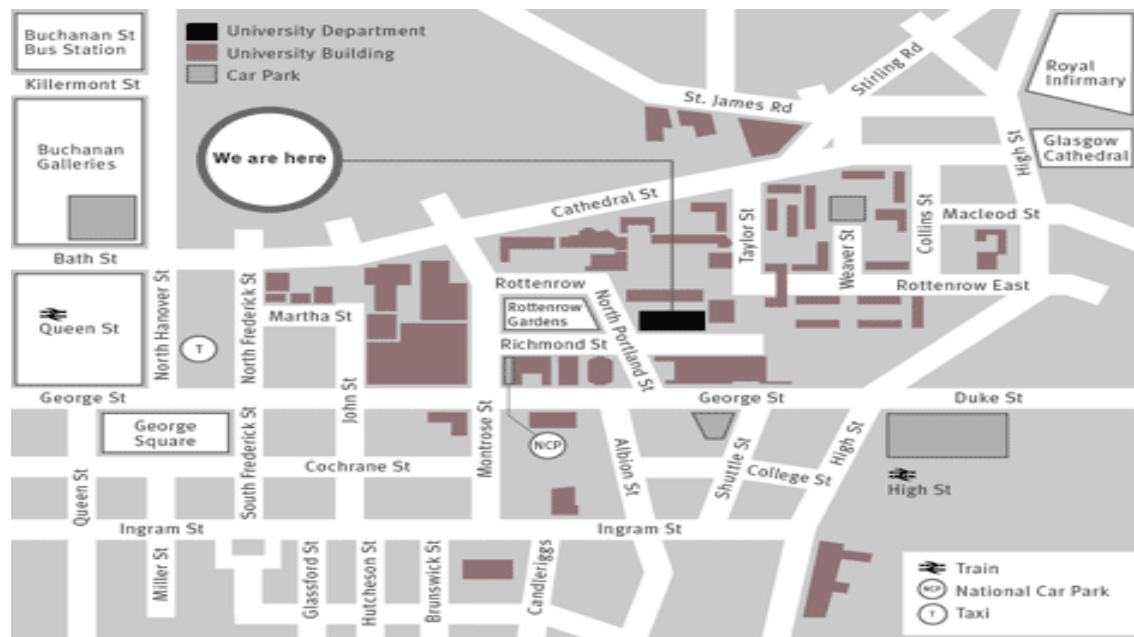 Buchanan St
Bus Station
Killermont St
Buchanan
Galleries
Bath St
Queen St
University Department
University Building
Car Park
We are here
St. James Rd
Stirling Rd
Royal
Infirmary
Glasgow
Cathedral
High St
Cathedral St
Taylor St
Weaver St
Collins St
Macleod St
Rottenrow East
Rottenrow
Rottenrow
Gardens
North Portland St
Richmond St
North Hanover St
T
North Frederick St
Martha St
John St
George St
George
Square
George St
Duke St
South Frederick St
Montrose St
NCP
Albion St
Shuttle St
High St
College St
High St
Cochrane St
Queen St
Ingram St
Ingram St
Miller St
Glassford St
Hutcheson St
Brunswick St
Candleriggs
Train
NCP National Car Park
T Taxi